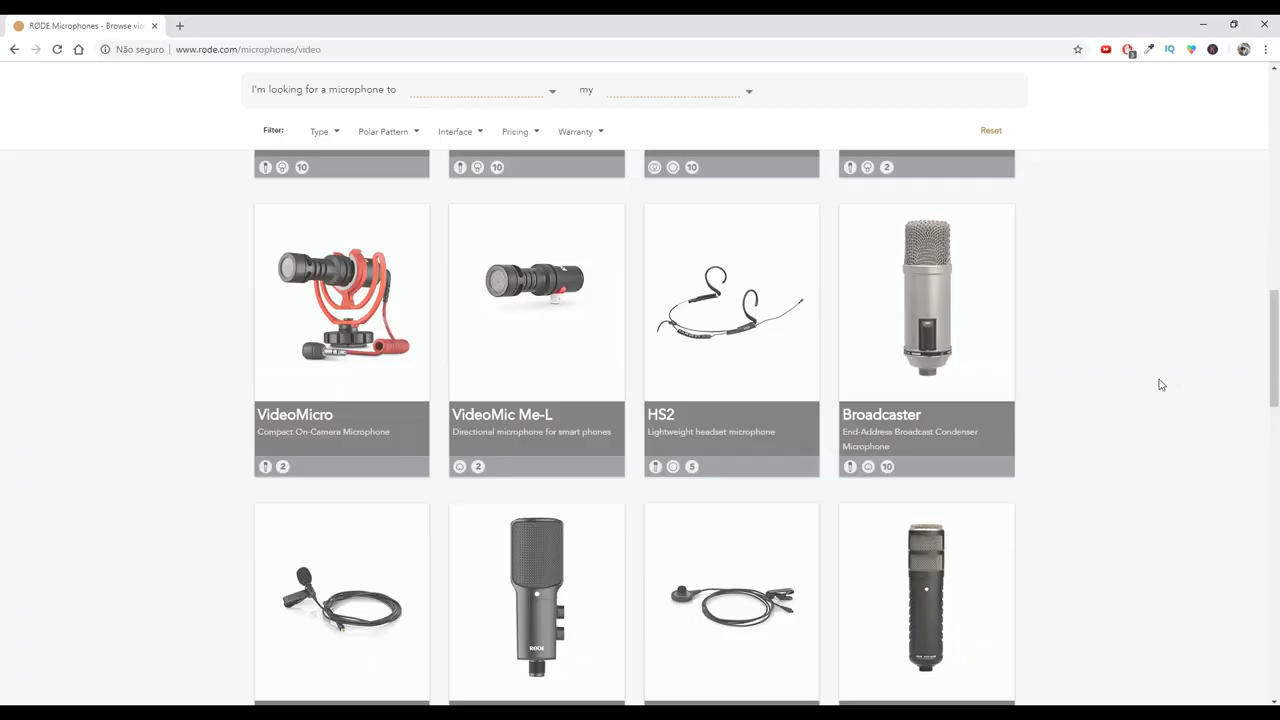 RØDE Microphones - Browse vi
Não seguro
www.rode.com/microphones/video
I'm looking for a microphone to
my
Filter:
Type
Polar Pattern
Interface
Pricing
Warranty
Reset
10
10
10
2
VideoMicro
Compact On-Camera Microphone
2
VideoMic Me-L
Directional microphone for smart phones
2
HS2
Lightweight headset microphone
5
Broadcaster
End-Address Broadcast Condenser
Microphone
10
RØDE